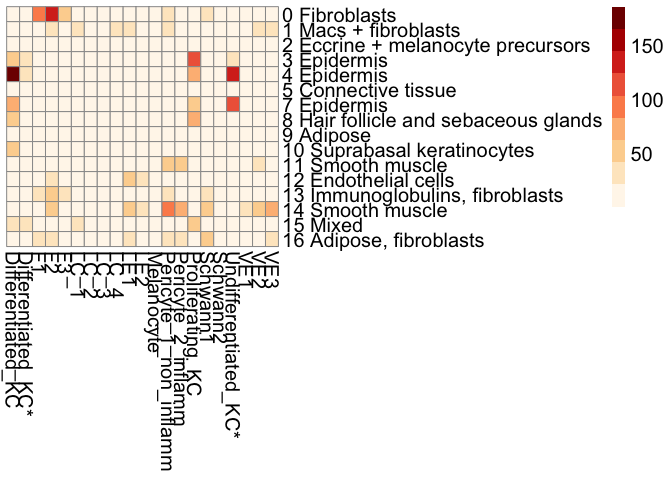 0 Fibroblasts
1 Macs + fibroblasts
2 Eccrine + melanocyte precursors
3 Epidermis
4 Epidermis
5 Connective tissue
7 Epidermis
8 Hair follicle and sebaceous glands
9 Adipose
10 Suprabasal keratinocytes
11 Smooth muscle
12 Endothelial cells
13 Immunoglobulins, fibroblasts
14 Smooth muscle
15 Mixed
16 Adipose, fibroblasts
150
100
50
Differentiated_KC
Differentiated_KC*
F1
F2
F3
LC_1
LC_2
LC_3
LC_4
LE1
LE2
Melanocyte
Pericyte_1_non_inflamm
Pericyte_2_inflamm
Proliferating_KC
Schwann1
Schwann2
Undifferentiated_KC*
VE1
VE2
VE3